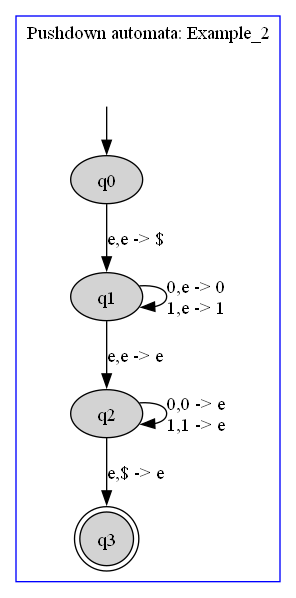 Pushdown automata: Example_2
q0
e,e -> $
q1
0,e -> 0
1,e -> 1
e,e -> e
q2
0,0 -> e
1,1 -> e
e,$ -> e
q3